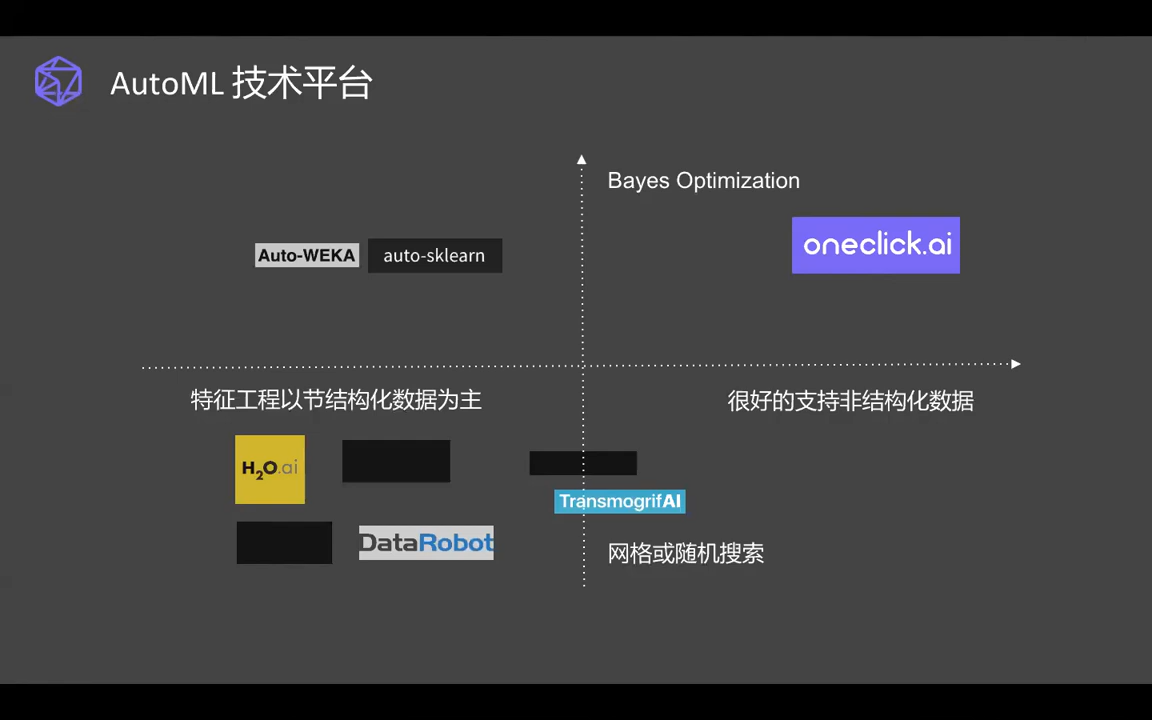 AutoML 技术平台
Bayes Optimization
oneclick.ai
Auto-WEKA
auto-sklearn
特征工程以节结构化数据为主
很好的支持非结构化数据
H2O.ai
TransmogrifAI
DataRobot
网格或随机搜索